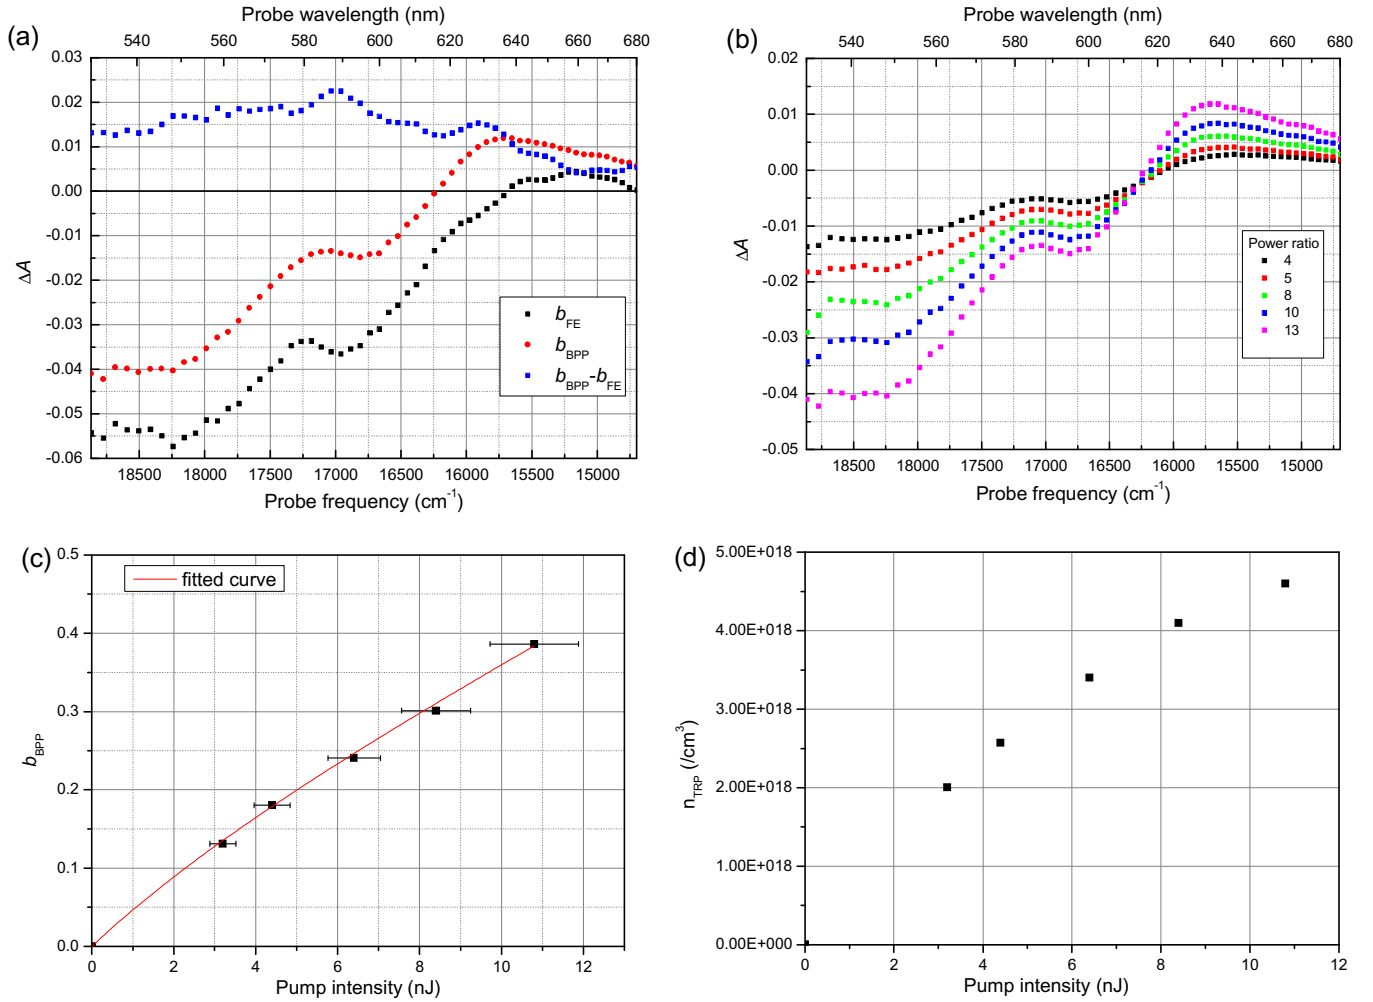 (a)
Probe wavelength (nm)
540 560 580 600 620 640 660 680
0.03
0.02
0.01
0.00
-0.01
-0.02
-0.03
-0.04
-0.05
-0.06
ΔA
b_FE
b_BPP
b_BPP-b_FE
18500 18000 17500 17000 16500 16000 15500 15000
Probe frequency (cm⁻¹)
(b)
Probe wavelength (nm)
540 560 580 600 620 640 660 680
0.02
0.01
0.00
-0.01
-0.02
-0.03
-0.04
-0.05
ΔA
Power ratio
4
5
8
10
13
18500 18000 17500 17000 16500 16000 15500 15000
Probe frequency (cm⁻¹)
(c)
0.5
0.4
0.3
0.2
0.1
0.0
b_BPP
fitted curve
0 2 4 6 8 10 12
Pump intensity (nJ)
(d)
5.00E+018
4.00E+018
3.00E+018
2.00E+018
1.00E+018
0.00E+000
n_TRP (/cm³)
0 2 4 6 8 10 12
Pump intensity (nJ)